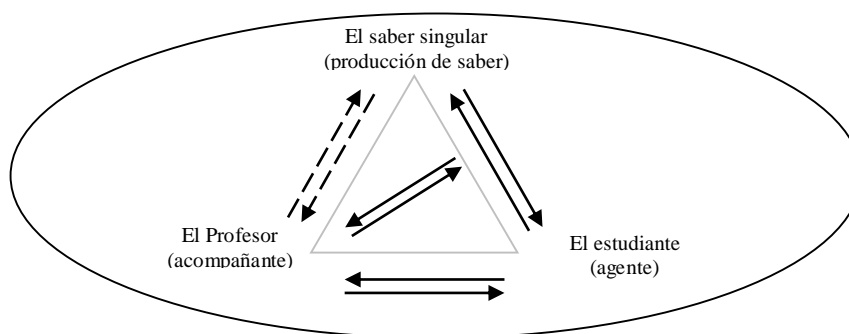 El saber singular
(producción de saber)
El Profesor
(acompañante)
El estudiante
(agente)